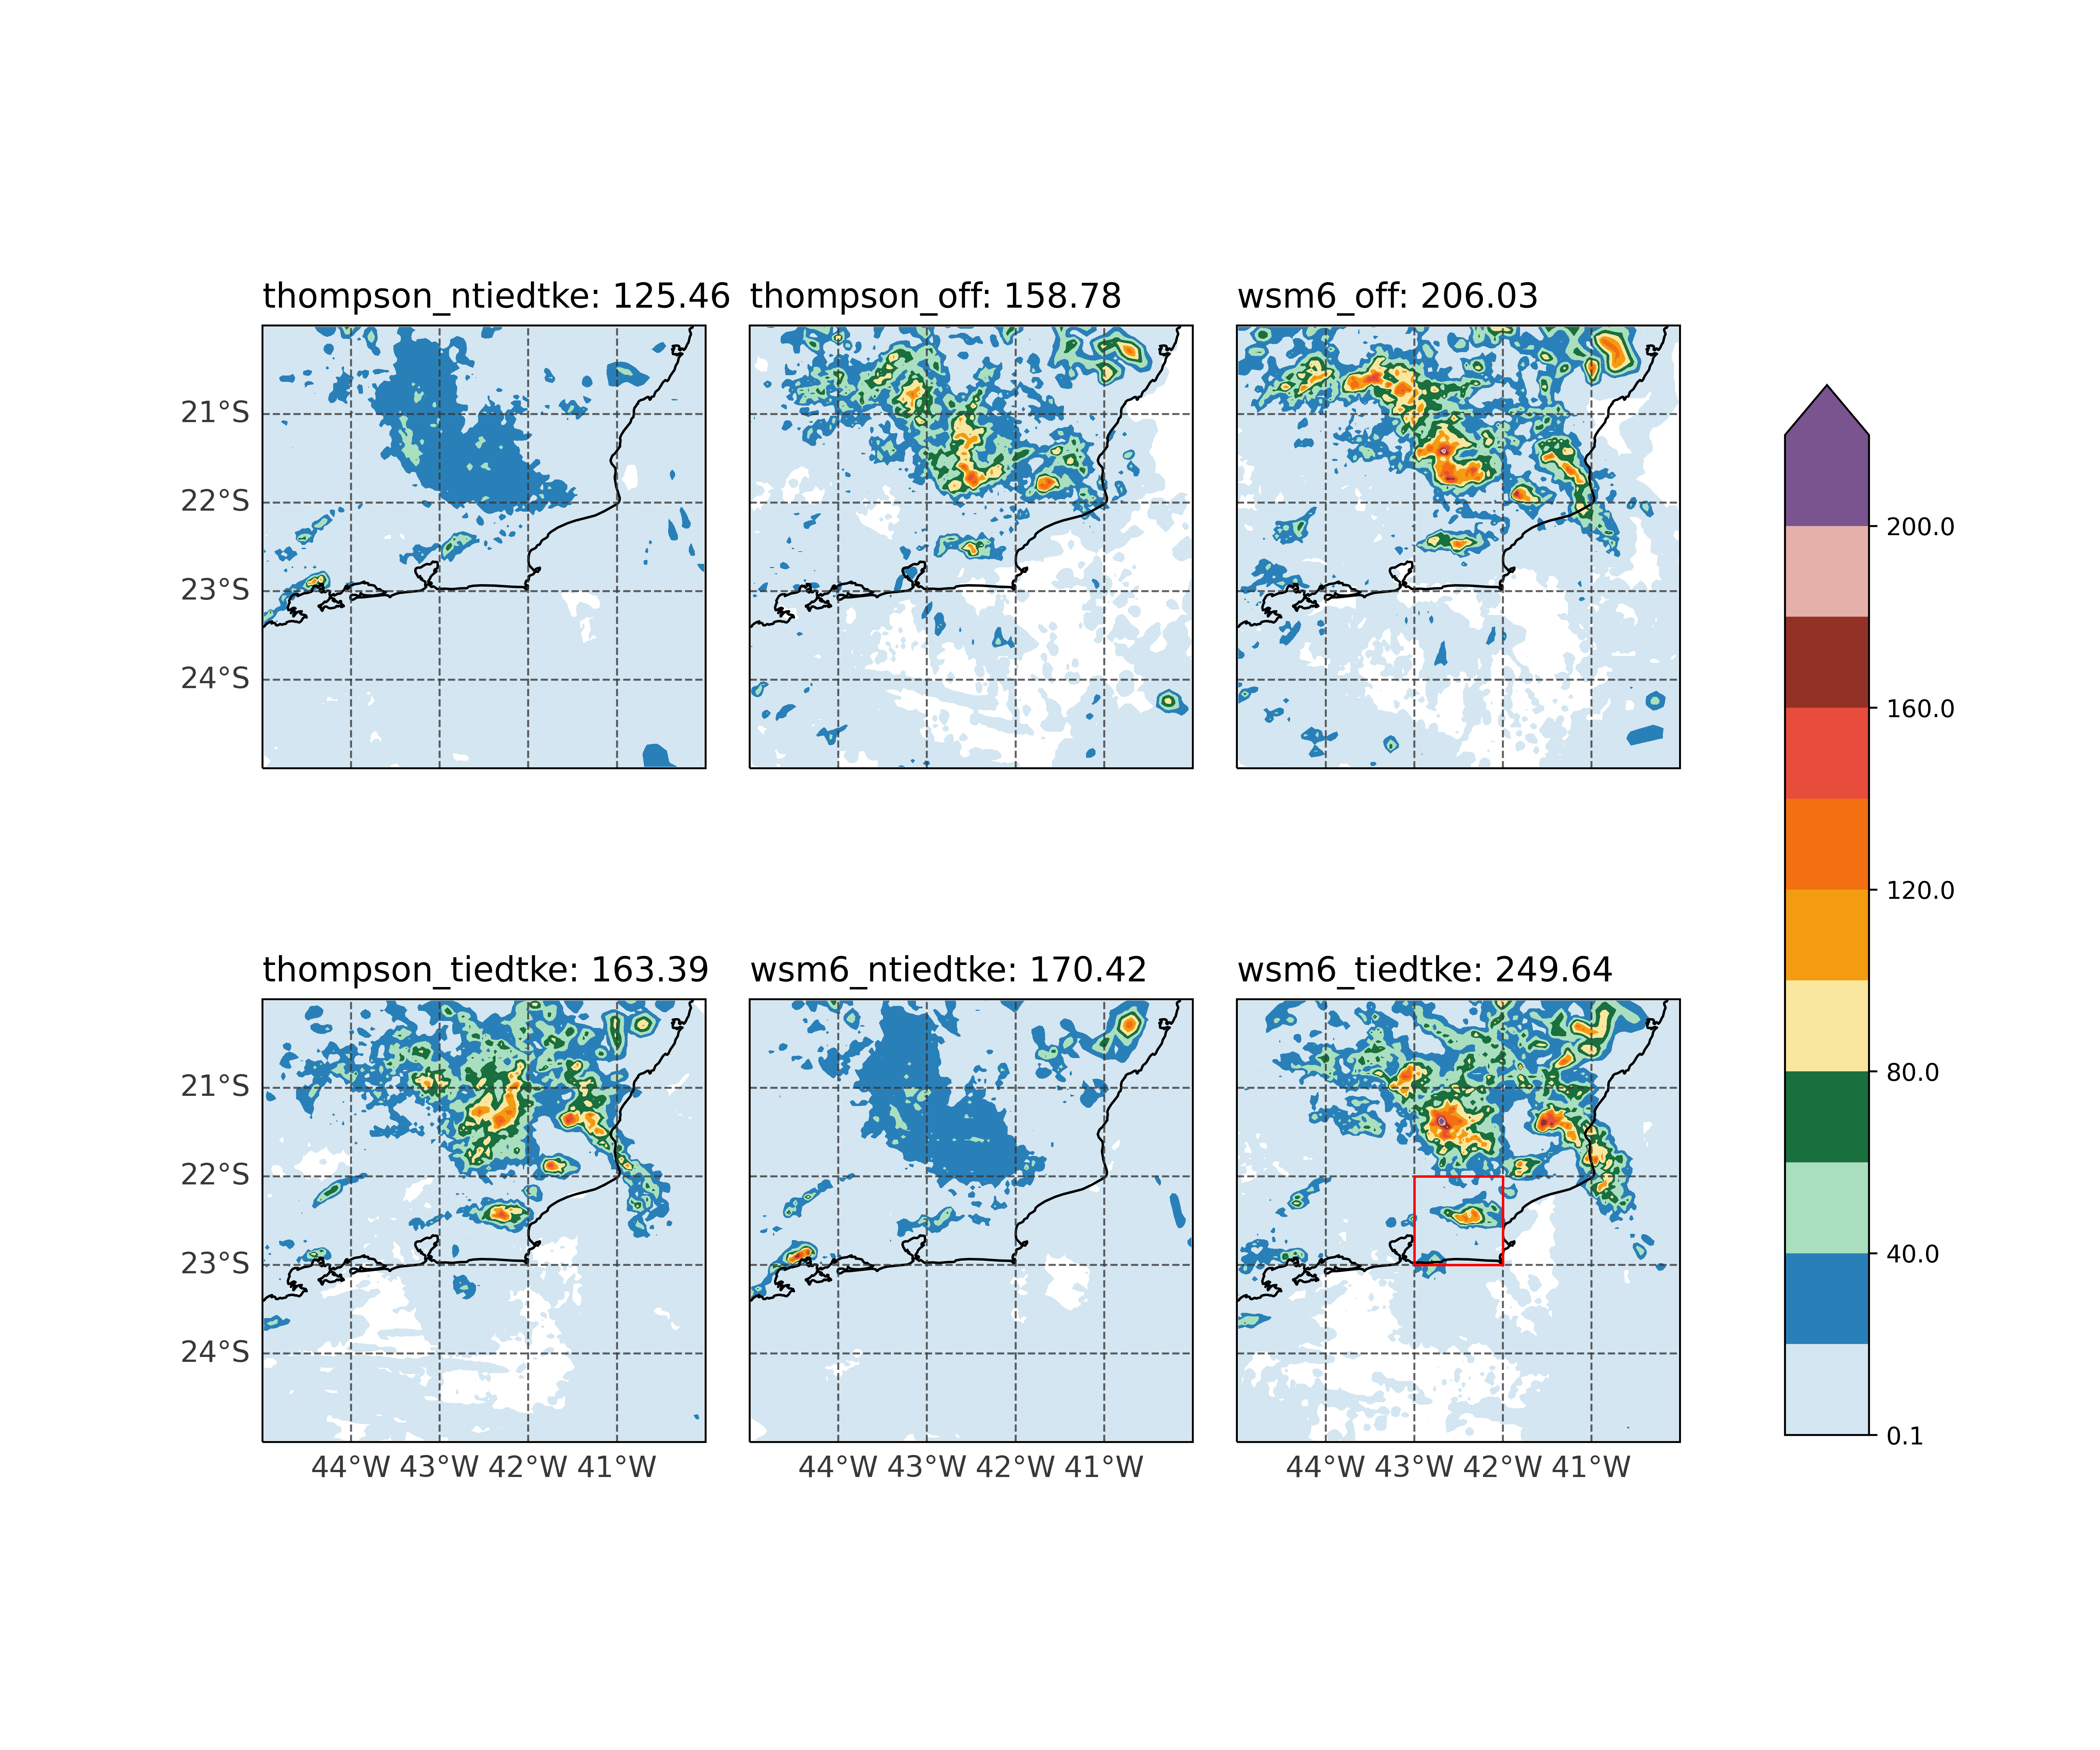 thompson_ntiedtke: 125.46
thompson_off: 158.78
wsm6_off: 206.03
21°S
22°S
23°S
24°S
thompson_tiedtke: 163.39
wsm6_ntiedtke: 170.42
wsm6_tiedtke: 249.64
21°S
22°S
23°S
24°S
44°W 43°W 42°W 41°W
44°W 43°W 42°W 41°W
44°W 43°W 42°W 41°W
200.0
160.0
120.0
80.0
40.0
0.1